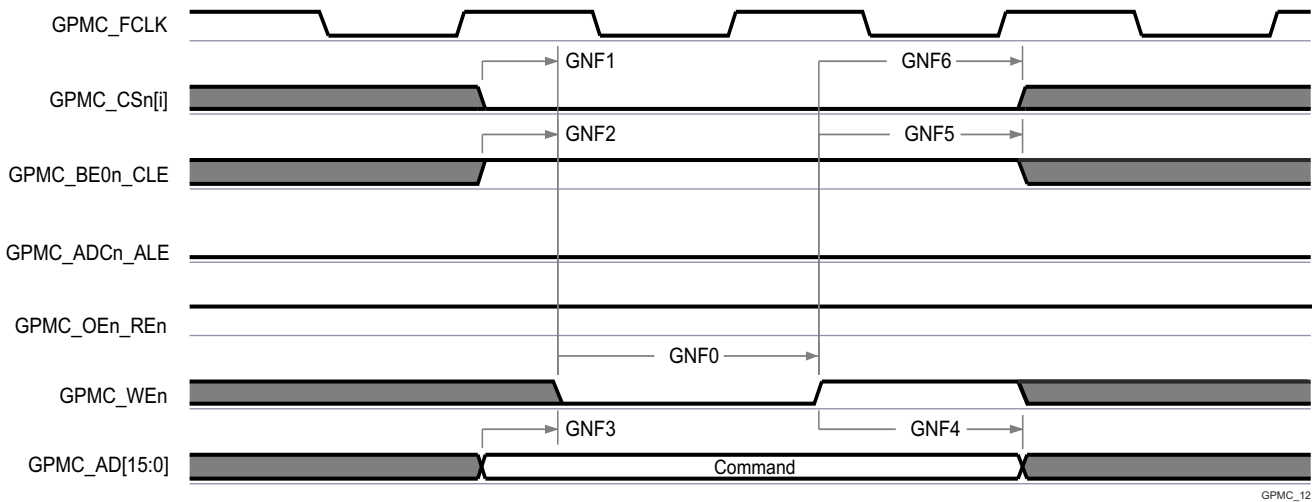 GPMC_FCLK
GNF1
GNF6
GPMC_CSn[i]
GNF2
GNF5
GPMC_BE0n_CLE
GPMC_ADCn_ALE
GPMC_OEn_REn
GNF0
GPMC_WEn
GNF3
GNF4
GPMC_AD[15:0]
Command
GPMC_12